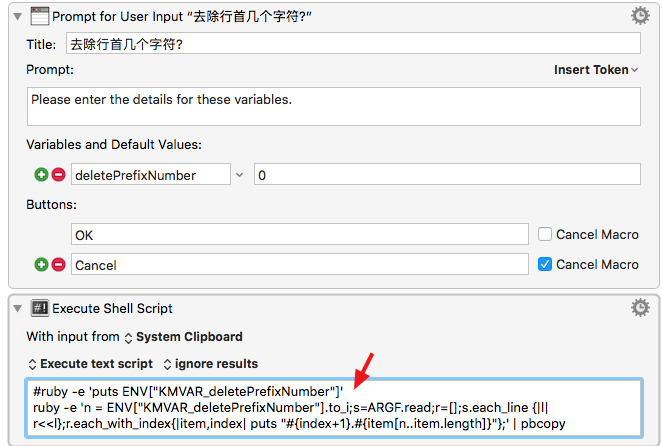 Prompt for User Input “去除行首几个字符?”
Title: 去除行首几个字符?
Prompt: Insert Token
Please enter the details for these variables.
Variables and Default Values:
deletePrefixNumber 0
Buttons:
OK Cancel Macro
Cancel Cancel Macro
#! Execute Shell Script
With input from System Clipboard
Execute text script ignore results
#ruby -e 'puts ENV["KMVAR_deletePrefixNumber"]'
ruby -e 'n = ENV["KMVAR_deletePrefixNumber"].to_i;s=ARGF.read;r=[];s.each_line {|l|
r<<l};r.each_with_index{|item,index| puts "#{index+1}.#{item[n..item.length]}"};' | pbcopy